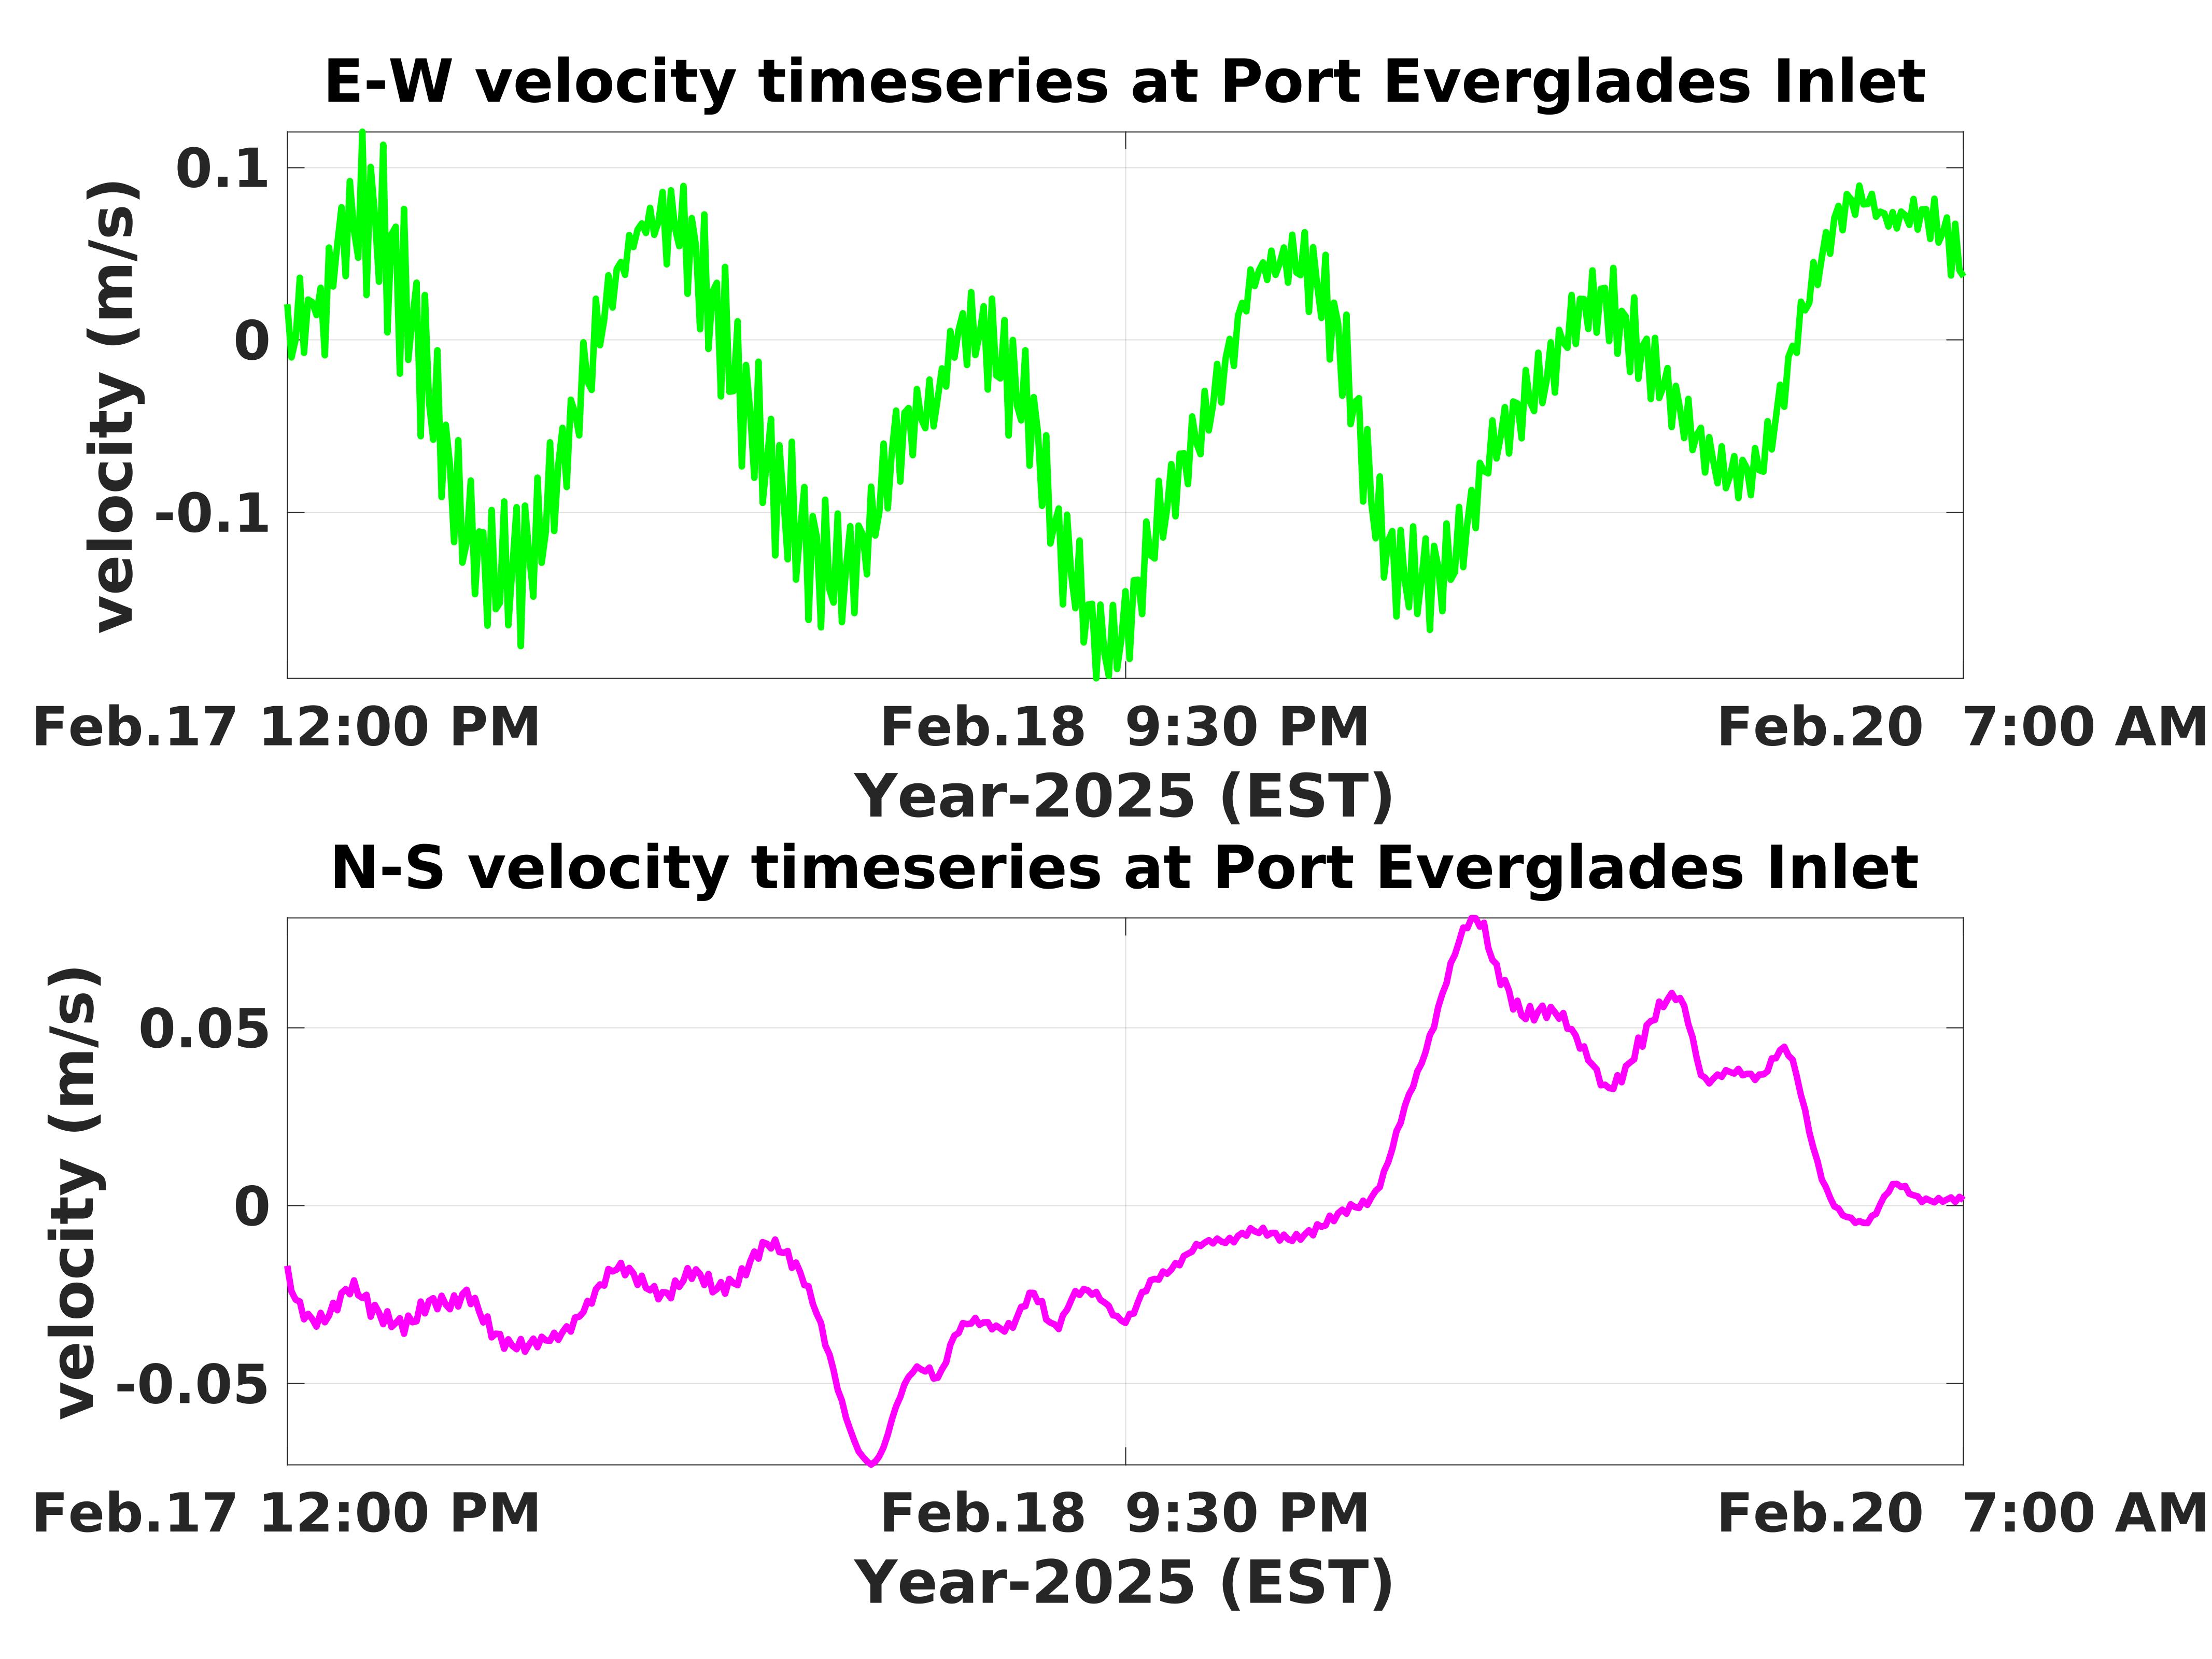 E-W velocity timeseries at Port Everglades Inlet
velocity (m/s)
0.1
0
-0.1
Feb.17 12:00 PM
Feb.18  9:30 PM
Feb.20  7:00 AM
Year-2025 (EST)
N-S velocity timeseries at Port Everglades Inlet
velocity (m/s)
0.05
0
-0.05
Feb.17 12:00 PM
Feb.18  9:30 PM
Feb.20  7:00 AM
Year-2025 (EST)